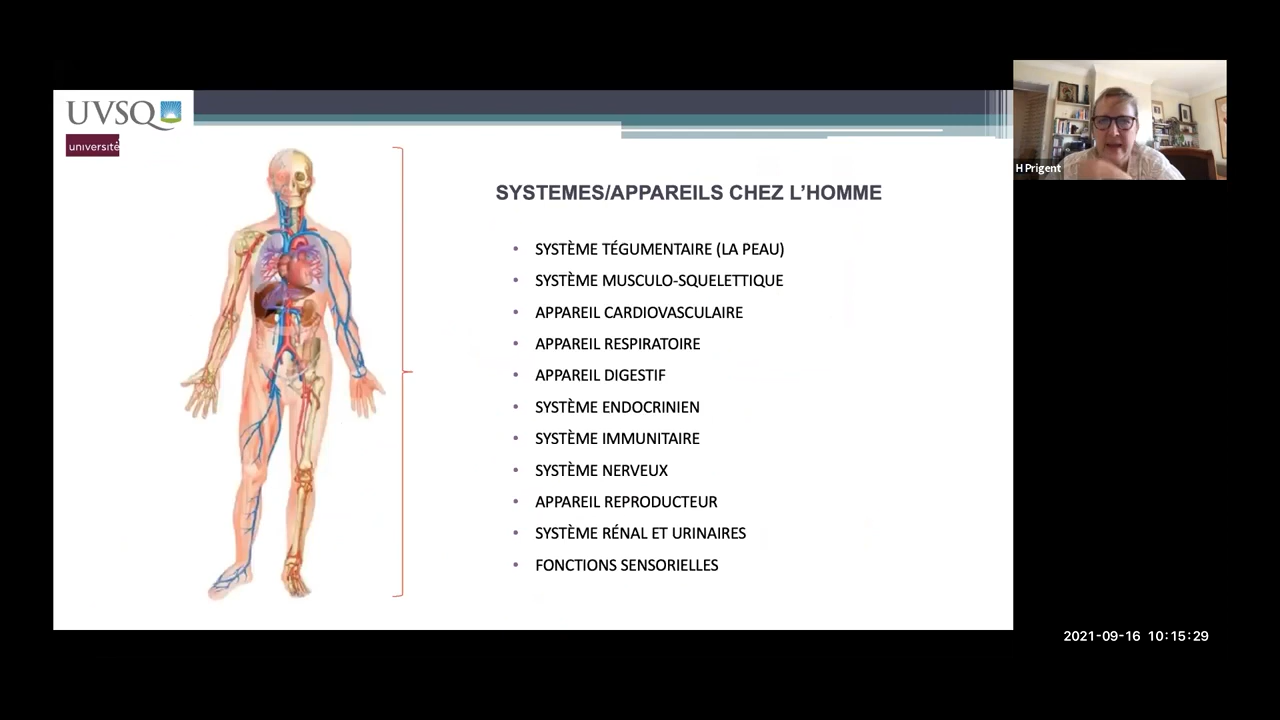 UVSQ
université
H Prigent
SYSTEMES/APPAREILS CHEZ L’HOMME
• SYSTÈME TÉGUMENTAIRE (LA PEAU)
• SYSTÈME MUSCULO-SQUELETTIQUE
• APPAREIL CARDIOVASCULAIRE
• APPAREIL RESPIRATOIRE
• APPAREIL DIGESTIF
• SYSTÈME ENDOCRINIEN
• SYSTÈME IMMUNITAIRE
• SYSTÈME NERVEUX
• APPAREIL REPRODUCTEUR
• SYSTÈME RÉNAL ET URINAIRES
• FONCTIONS SENSORIELLES
2021-09-16 10:15:29